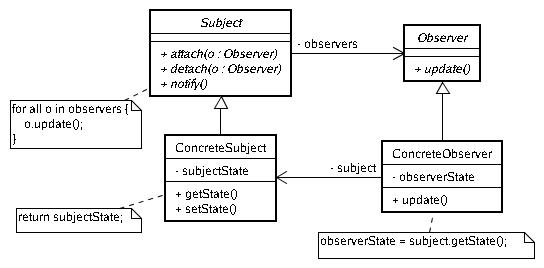 Subject
+ attach(o : Observer)
+ detach(o : Observer)
+ notify()
- observers
Observer
+ update()
for all o in observers {
o.update();
}
ConcreteSubject
- subjectState
+ getState()
+ setState()
- subject
ConcreteObserver
- observerState
+ update()
return subjectState;
observerState = subject.getState();